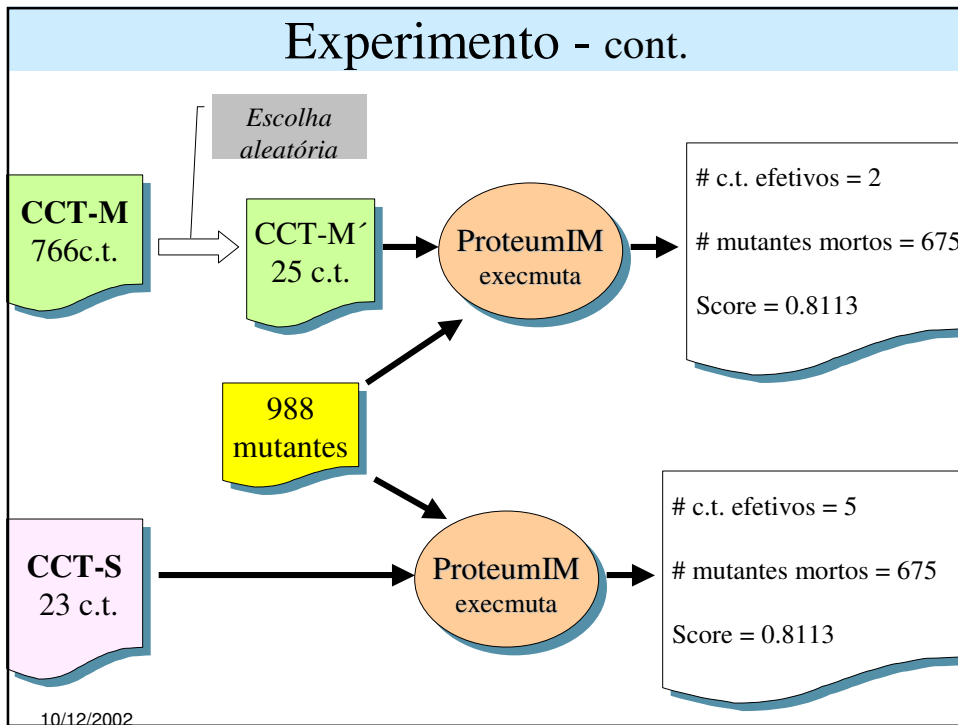 Experimento - cont.
Escolha
aleatória
CCT-M
766c.t.
CCT-M´
25 c.t.
ProteumIM
execmuta
# c.t. efetivos = 2
# mutantes mortos = 675
Score = 0.8113
988
mutantes
CCT-S
23 c.t.
ProteumIM
execmuta
# c.t. efetivos = 5
# mutantes mortos = 675
Score = 0.8113
10/12/2002